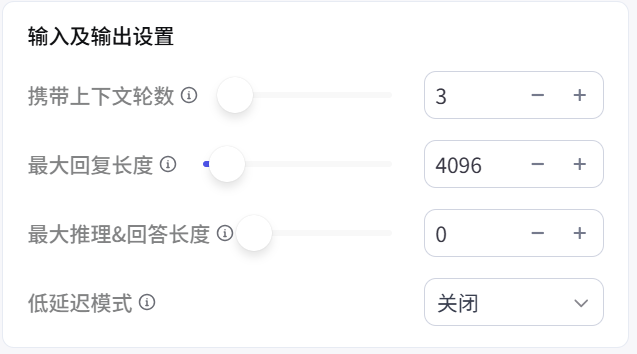 输入及输出设置
携带上下文轮数 3
最大回复长度 4096
最大推理&回答长度 0
低延迟模式 关闭